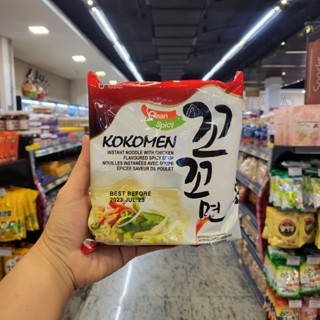 Clean
Spicy
KOKOMEN
INSTANT NOODLE WITH CHICKEN
FLAVOURED SPICY SOUP
NOUILLES INSTANTANÉES AVEC SOUPE
ÉPICÉE SAVEUR DE POULET
BEST BEFORE
2023 JUL 23
꼬
꼬
면